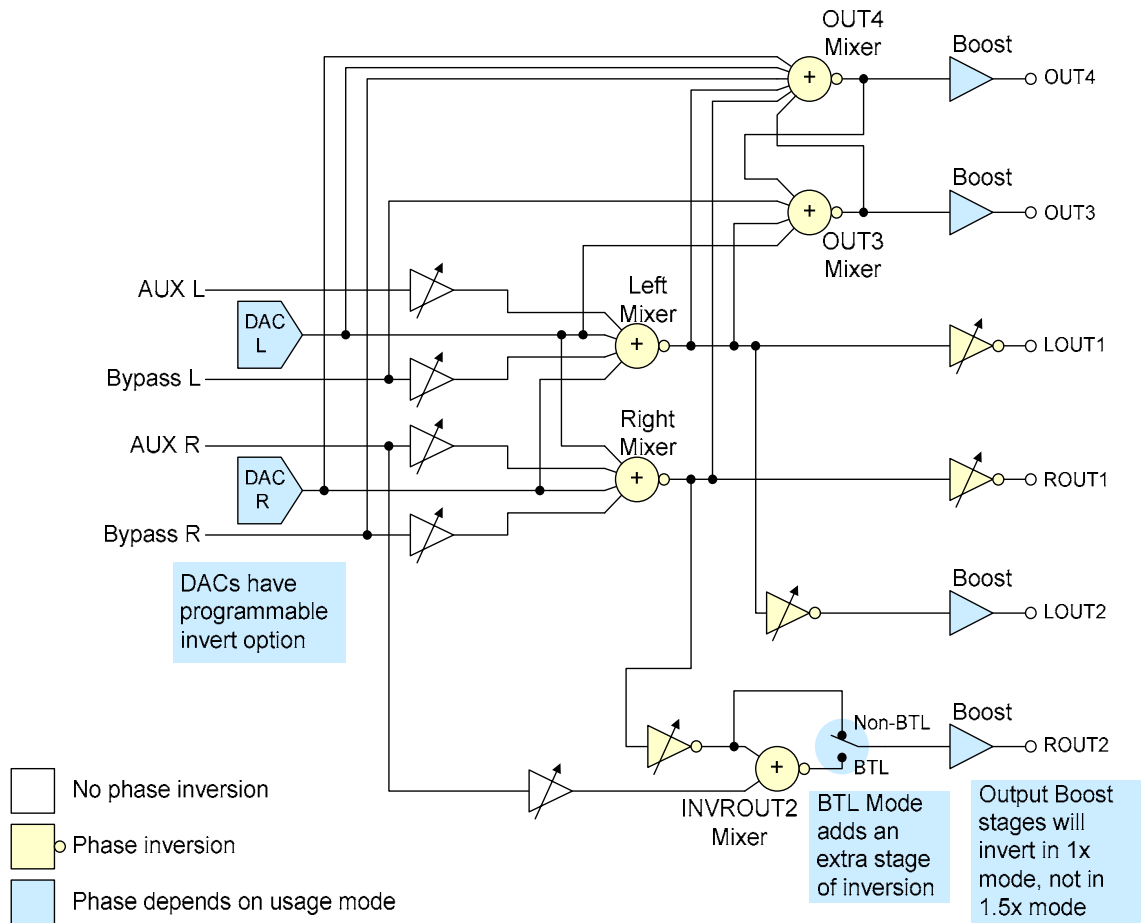 OUT4
Mixer
Boost
+
OUT4
Boost
+
OUT3
OUT3
Mixer
AUX L
Left
Mixer
DAC
L
+
LOUT1
Bypass L
Right
Mixer
AUX R
DAC
R
+
ROUT1
Bypass R
DACs have
programmable
invert option
Boost
LOUT2
Non-BTL
Boost
+
BTL
ROUT2
INVROUT2
Mixer
BTL Mode
adds an
extra stage
of inversion
Output Boost
stages will
invert in 1x
mode, not in
1.5x mode
No phase inversion
Phase inversion
Phase depends on usage mode